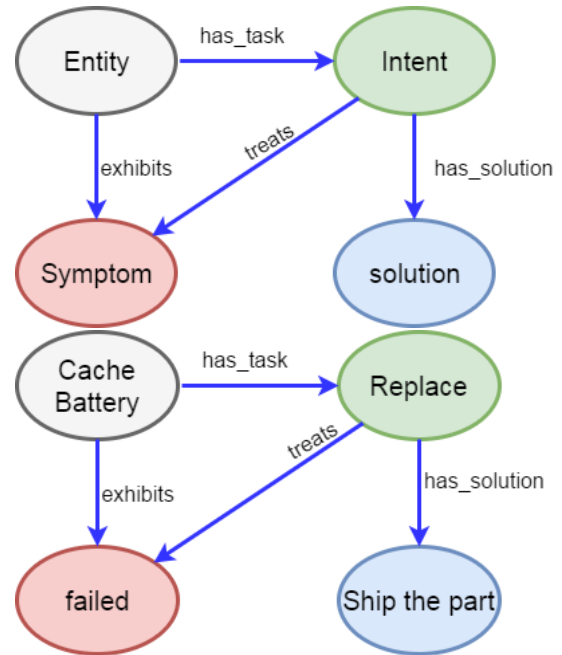 has_task
Entity
Intent
treats
exhibits
has_solution
Symptom
solution
has_task
Cache
Battery
Replace
treats
exhibits
has_solution
failed
Ship the part